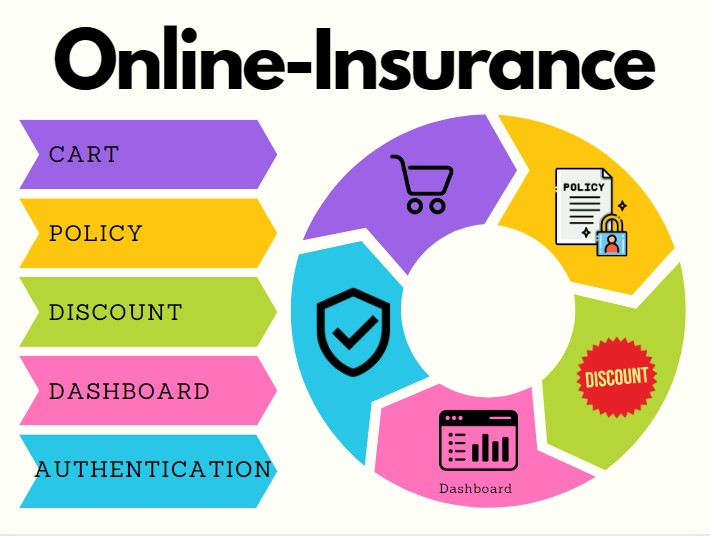 Online-Insurance
CART
POLICY
DISCOUNT
DASHBOARD
AUTHENTICATION
POLICY
DISCOUNT
Dashboard